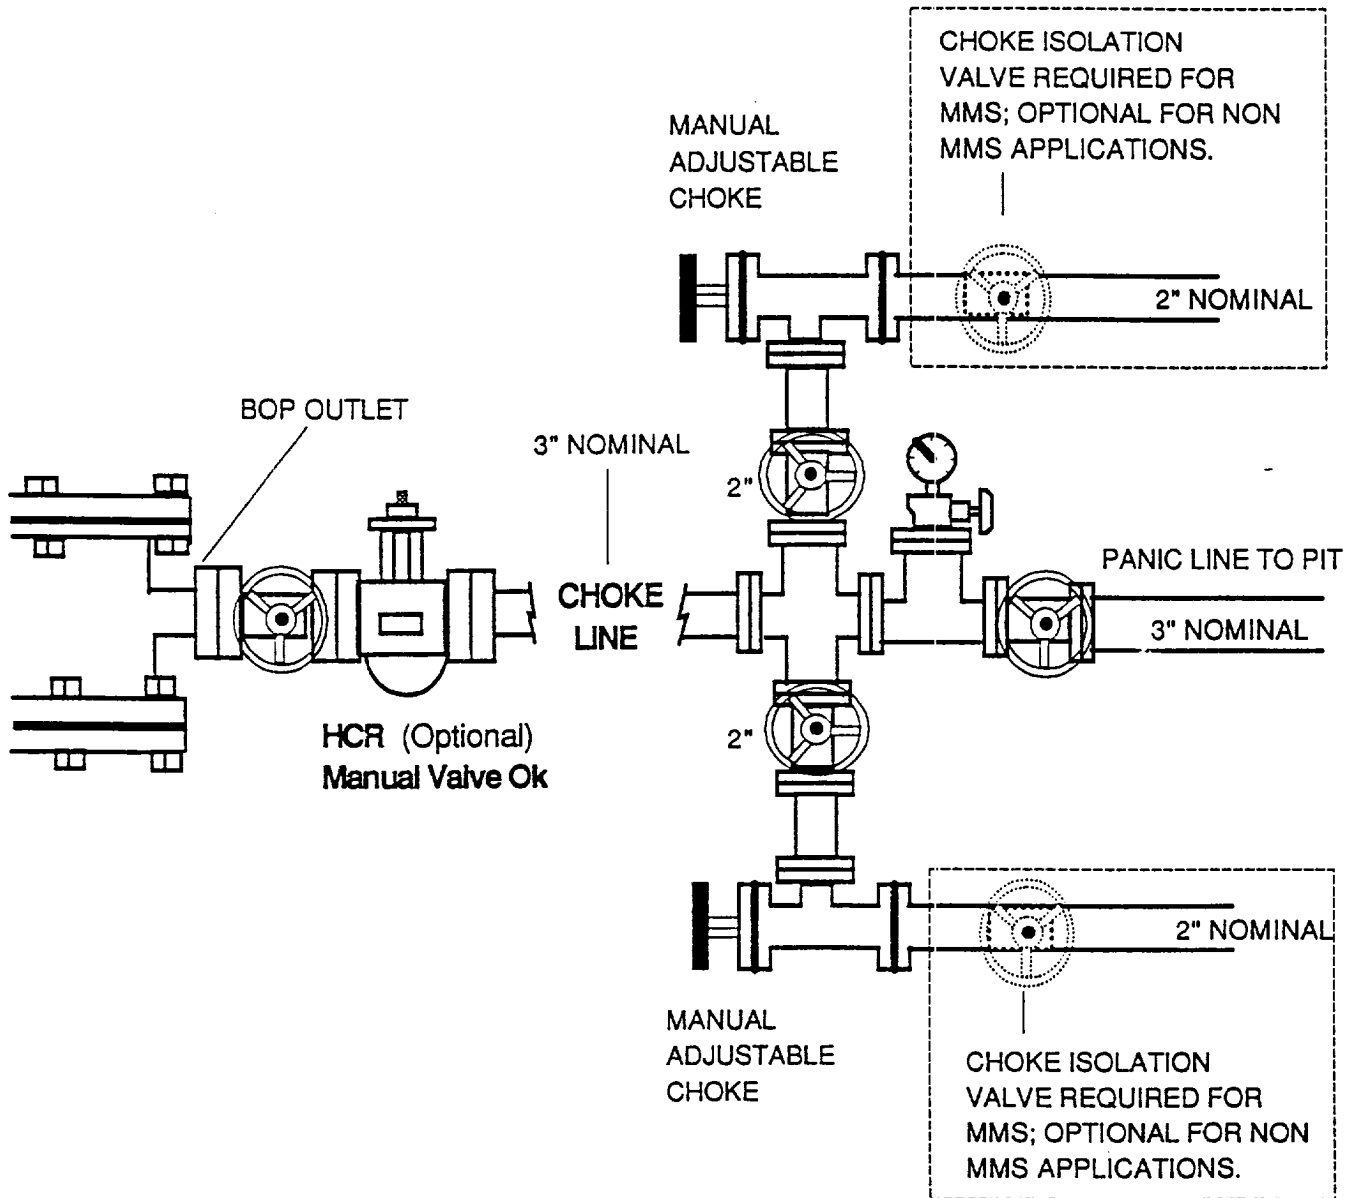 CHOKE ISOLATION
VALVE REQUIRED FOR
MMS; OPTIONAL FOR NON
MMS APPLICATIONS.
MANUAL
ADJUSTABLE
CHOKE
2" NOMINAL
BOP OUTLET
3" NOMINAL
2"
PANIC LINE TO PIT
CHOKE
LINE
3" NOMINAL
HCR (Optional)
Manual Valve Ok
2"
2" NOMINAL
MANUAL
ADJUSTABLE
CHOKE
CHOKE ISOLATION
VALVE REQUIRED FOR
MMS; OPTIONAL FOR NON
MMS APPLICATIONS.